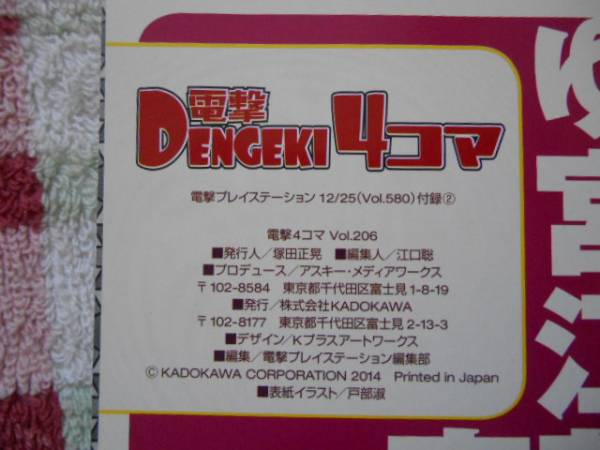 電撃
DENGEKI 4コマ
電撃プレイステーション 12/25(Vol.580)付録②
電撃4コマ Vol.206
■発行人/塚田正晃 ■編集人/江口聡
■プロデュース/アスキー・メディアワークス
〒102-8584 東京都千代田区富士見 1-8-19
■発行/株式会社KADOKAWA
〒102-8177 東京都千代田区富士見 2-13-3
■デザイン/Kプラスアートワークス
■編集/電撃プレイステーション編集部
© KADOKAWA CORPORATION 2014 Printed in Japan
■表紙イラスト/戸部淑